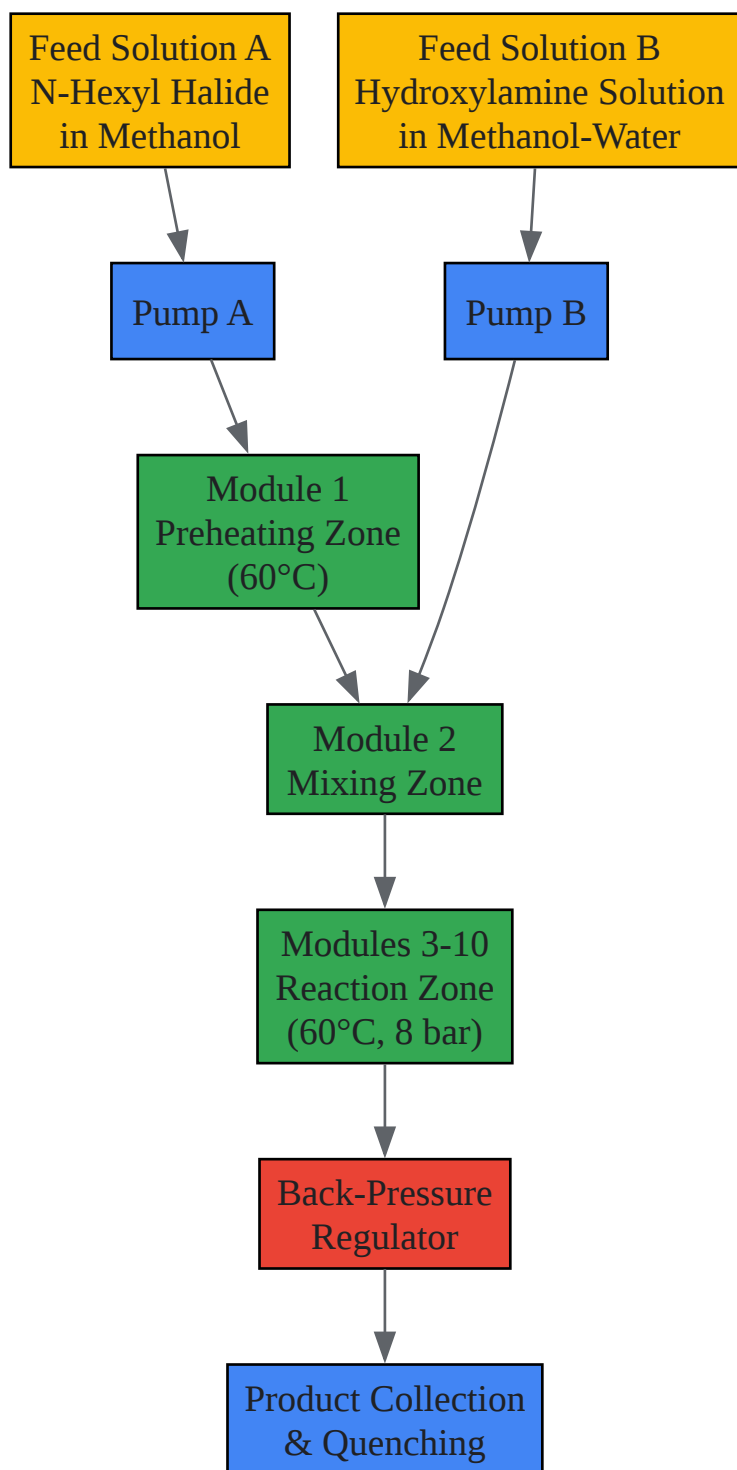 Feed Solution A
N-Hexyl Halide
in Methanol
Feed Solution B
Hydroxylamine Solution
in Methanol-Water
Pump A
Pump B
Module 1
Preheating Zone
(60°C)
Module 2
Mixing Zone
Modules 3-10
Reaction Zone
(60°C, 8 bar)
Back-Pressure
Regulator
Product Collection
& Quenching